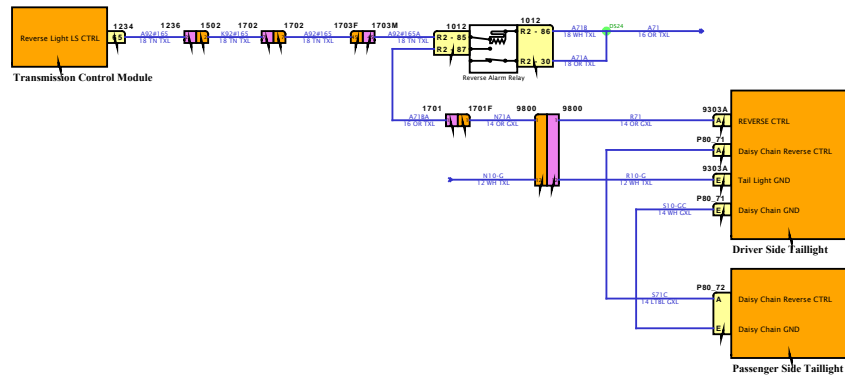 1234
1236
1502
1702
1702
1703F
1703M
1012
1012
DS24
Reverse Light LS CTRL
A92#165
18 TN TXL
K92#165
18 TN TXL
A92#165
18 TN TXL
A92#165A
18 TN TXL
R2 - 85
R2 - 87
R2 - 86
R2 - 30
A71B
18 WH TXL
A71
16 OR TXL
A71A
18 OR TXL
Reverse Alarm Relay
Transmission Control Module
1701
1701F
9800
9800
9303A
A71BA
16 OR TXL
N71A
14 OR GXL
R71
14 OR GXL
A
REVERSE CTRL
P80_71
A
Daisy Chain Reverse CTRL
9303A
N10-G
12 WH TXL
R10-G
12 WH TXL
E
Tail Light GND
P80_71
S10-GC
14 WH GXL
E
Daisy Chain GND
Driver Side Taillight
P80_72
S71C
14 LTBL GXL
A
Daisy Chain Reverse CTRL
E
Daisy Chain GND
Passenger Side Taillight